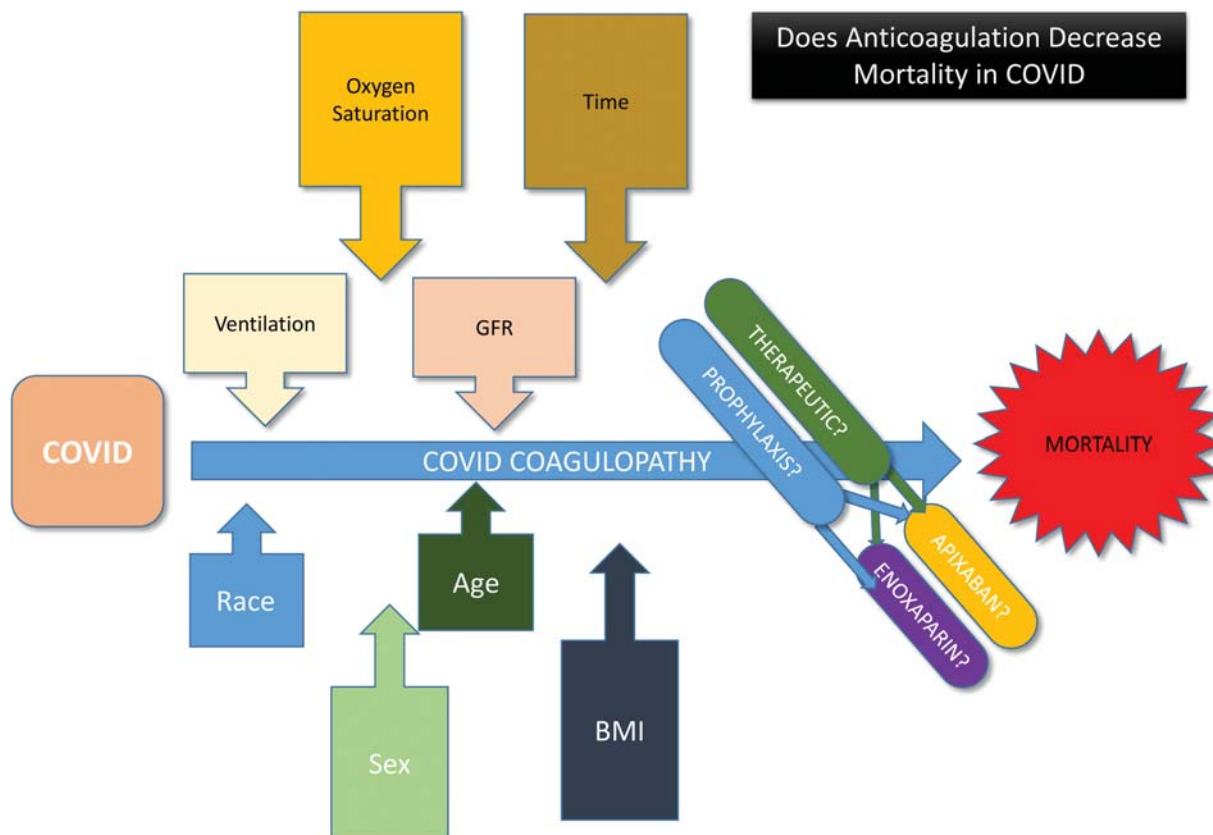 Does Anticoagulation Decrease
Mortality in COVID
Oxygen
Saturation
Time
Ventilation
GFR
THERAPEUTIC?
PROPHYLAXIS?
COVID
COVID COAGULOPATHY
MORTALITY
APIXABAN?
ENOXAPARIN?
Race
Age
Sex
BMI